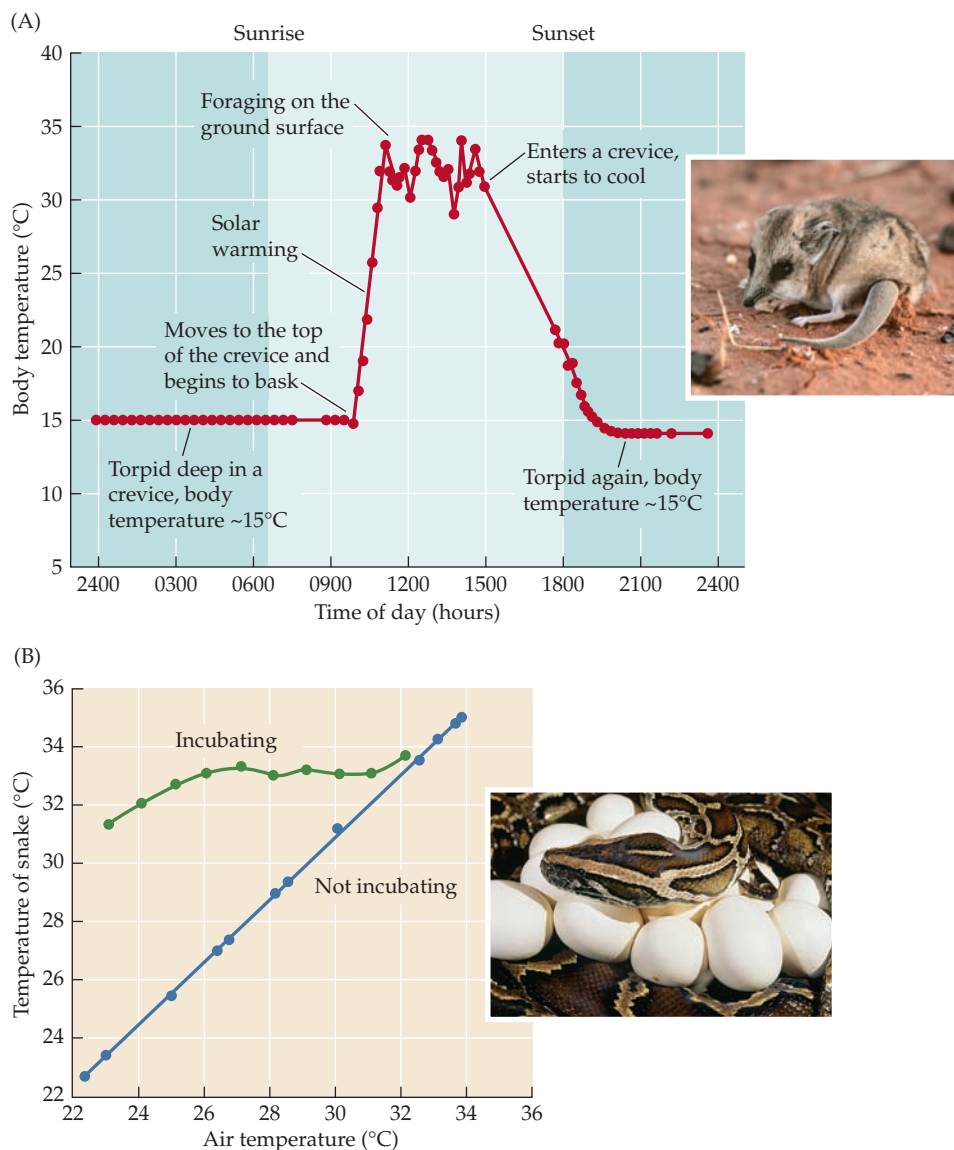 (A)
Sunrise
Sunset
40
35
30
25
20
15
10
5
Body temperature (°C)
Foraging on the
ground surface
Enters a crevice,
starts to cool
Solar
warming
Moves to the top
of the crevice and
begins to bask
Torpid deep in a
crevice, body
temperature ~15°C
Torpid again, body
temperature ~15°C
2400 0300 0600 0900 1200 1500 1800 2100 2400
Time of day (hours)
(B)
36
34
32
30
28
26
24
22
Temperature of snake (°C)
Incubating
Not incubating
22 24 26 28 30 32 34 36
Air temperature (°C)